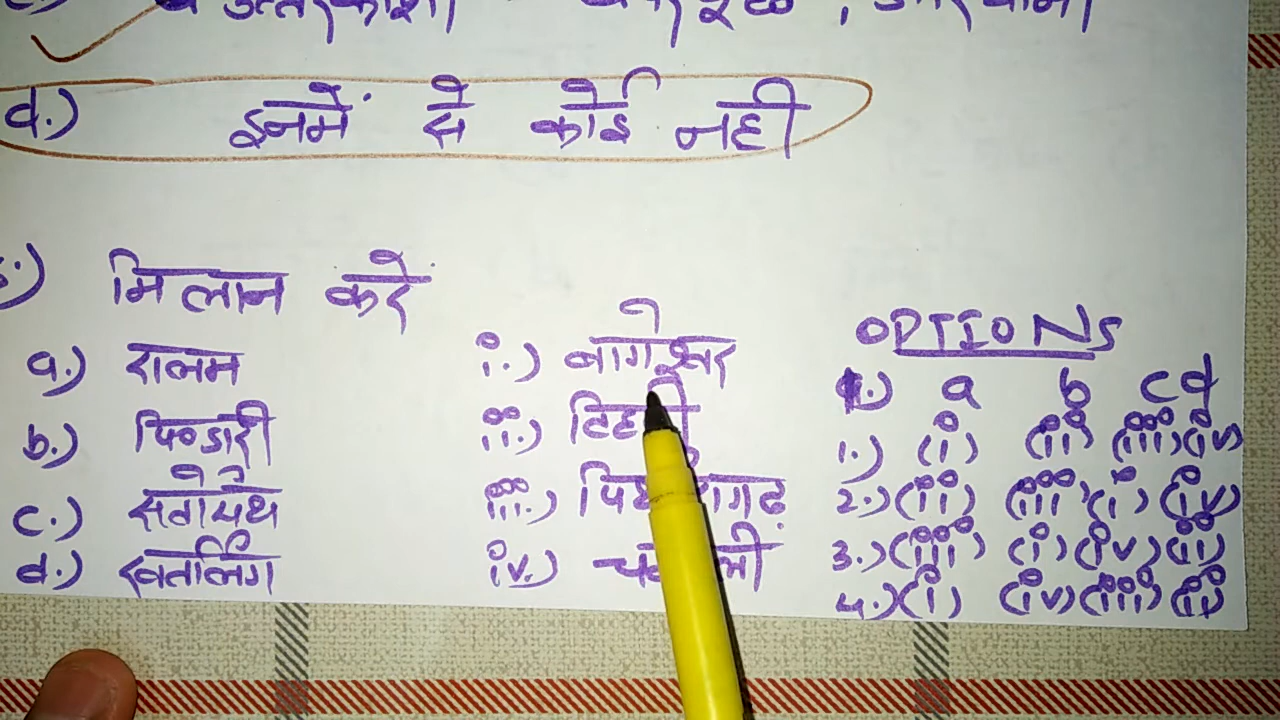 d.) इनमें से कोई नही
मिलान करे
OPTIONS
a.) रालम i.) बागेश्वर a b c d
b.) पिण्डारी ii.) टिहरी 1.) (i) (ii) (iii) (iv)
c.) सतोपंथ iii.) पिथौरागढ़ 2.) (ii) (iii) (i) (iv)
d.) खतलिंग iv.) चमोली 3.) (iii) (i) (iv) (ii)
4.) (i) (iv) (iii) (ii)